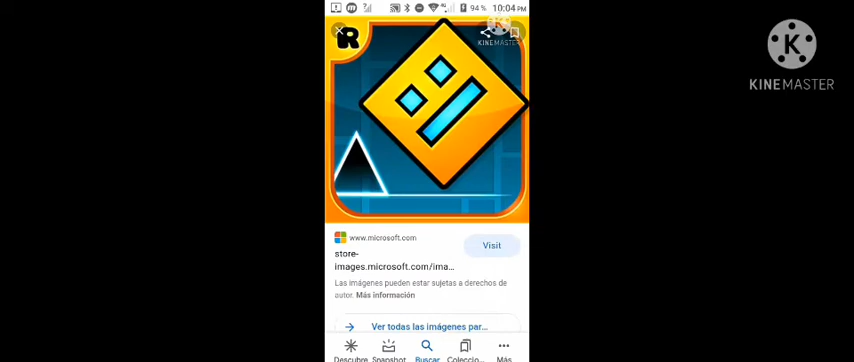 10:04 PM
94 %
R
KINEMASTER
KINEMASTER
www.microsoft.com
store-
images.microsoft.com/ima...
Visit
Las imágenes pueden estar sujetas a derechos de
autor. Más información
Ver todas las imágenes par...
Descubre Snapshot Buscar Coleccio... Más